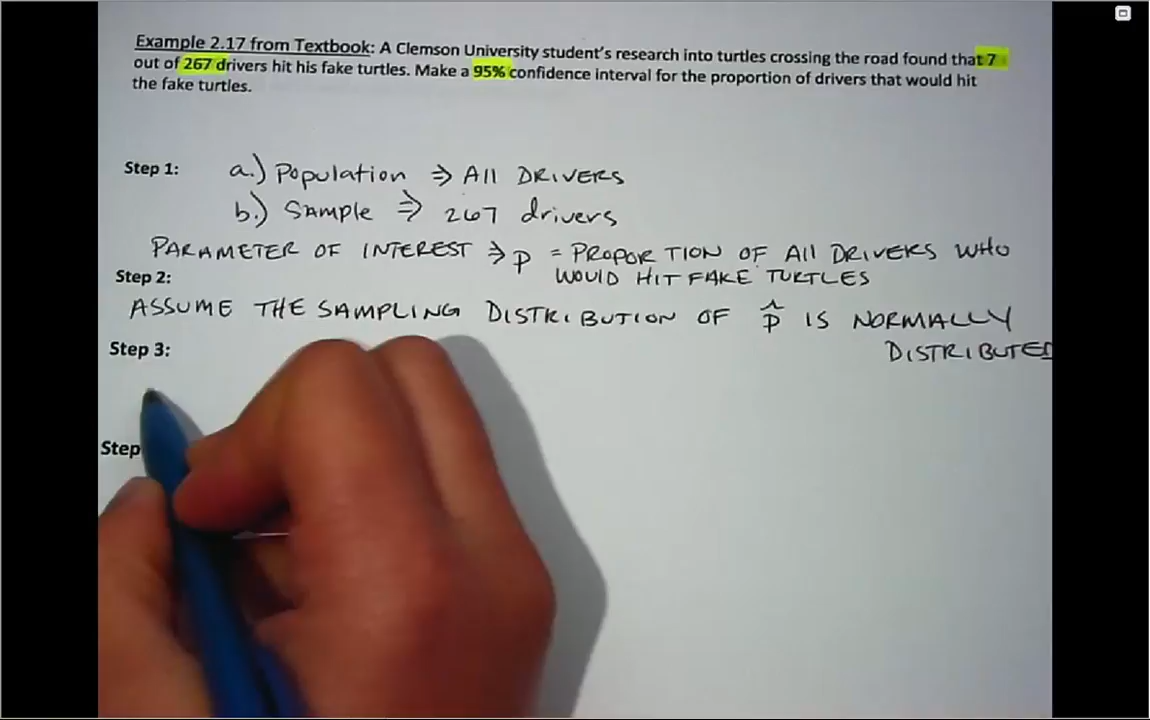 Example 2.17 from Textbook: A Clemson University student's research into turtles crossing the road found that 7
out of 267 drivers hit his fake turtles. Make a 95% confidence interval for the proportion of drivers that would hit
the fake turtles.
Step 1: a.) Population ⇒ All DRIVERS
b.) Sample ⇒ 267 drivers
PARAMETER OF INTEREST ⇒ p = PROPORTION OF All DRIVERS WHO
WOULD HIT FAKE TURTLES
Step 2:
ASSUME THE SAMPLING DISTRIBUTION OF p̂ IS NORMALLY
DISTRIBUTED
Step 3:
Step